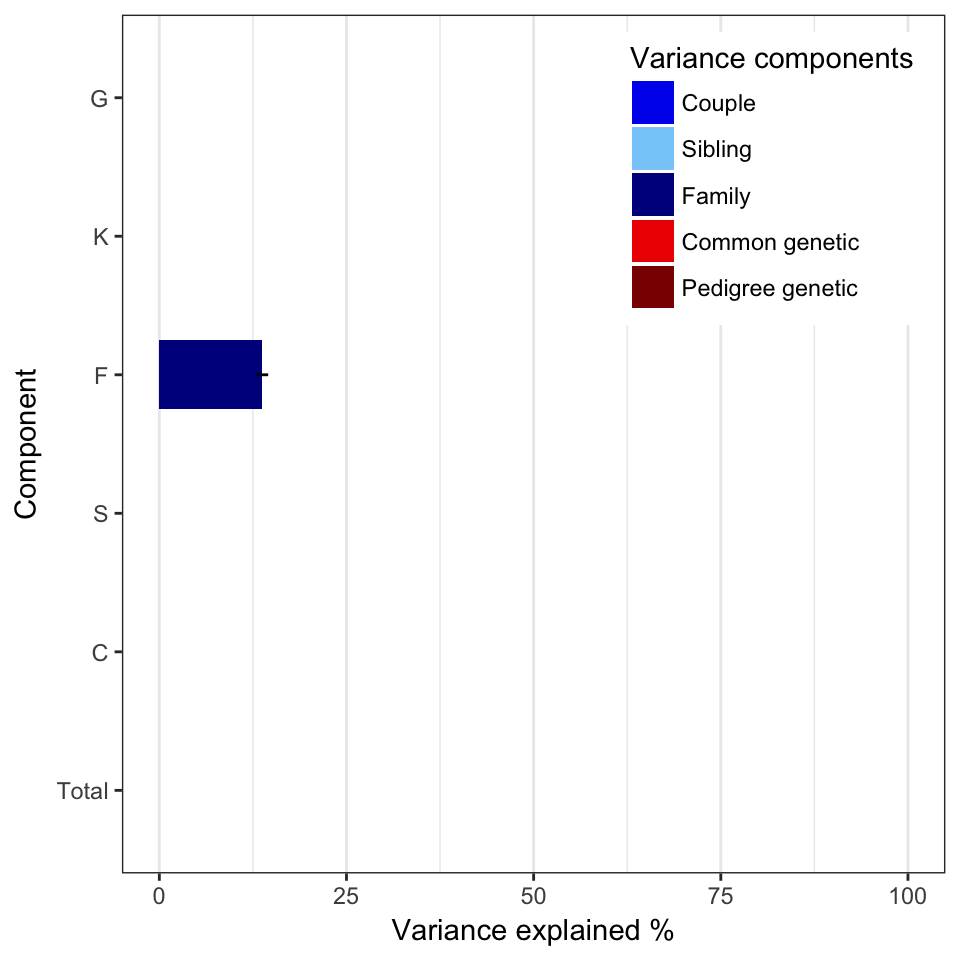 Variance components
Couple
Sibling
Family
Common genetic
Pedigree genetic
G
K
F
S
C
Total
Component
0 25 50 75 100
Variance explained %